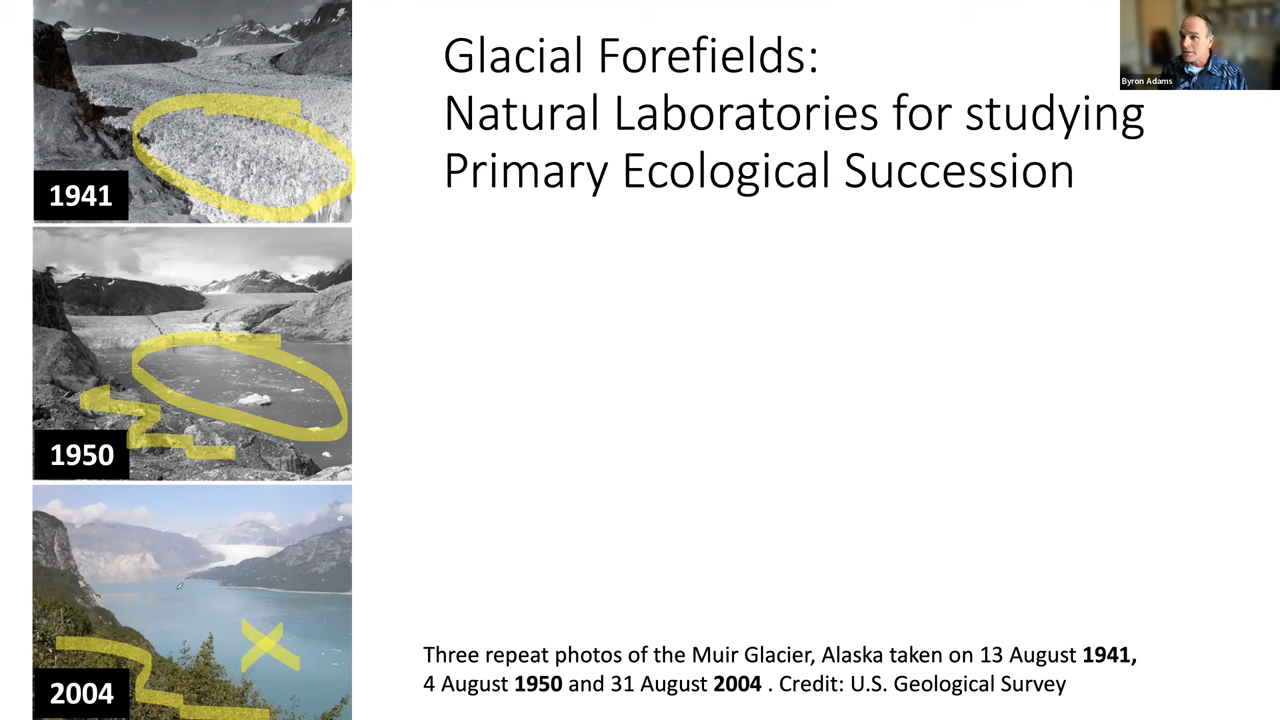 Glacial Forefields:
Natural Laboratories for studying
Primary Ecological Succession
Byron Adams
1941
1950
2004
Three repeat photos of the Muir Glacier, Alaska taken on 13 August 1941,
4 August 1950 and 31 August 2004 . Credit: U.S. Geological Survey